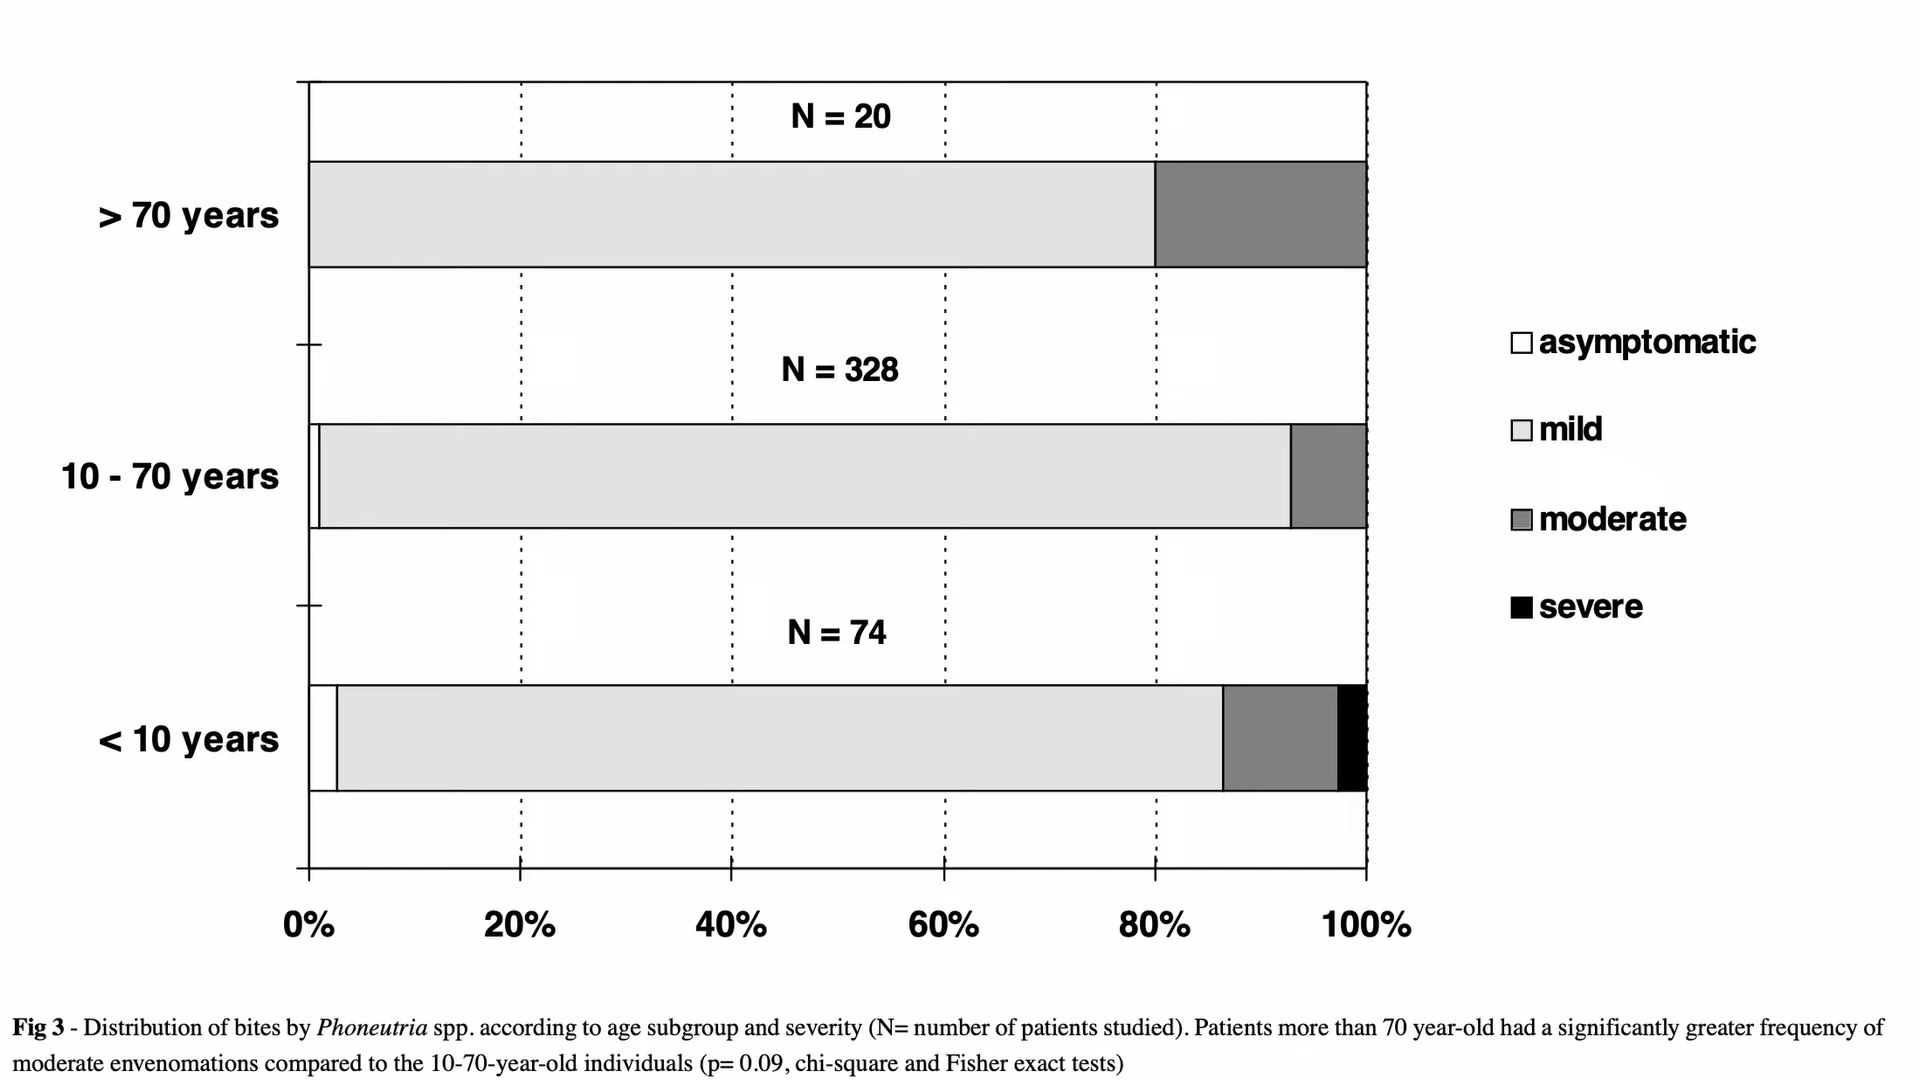 N = 20
> 70 years
N = 328
10 - 70 years
N = 74
< 10 years
0% 20% 40% 60% 80% 100%
asymptomatic
mild
moderate
severe
Fig 3 - Distribution of bites by Phoneutria spp. according to age subgroup and severity (N= number of patients studied). Patients more than 70 year-old had a significantly greater frequency of
moderate envenomations compared to the 10-70-year-old individuals (p= 0.09, chi-square and Fisher exact tests)